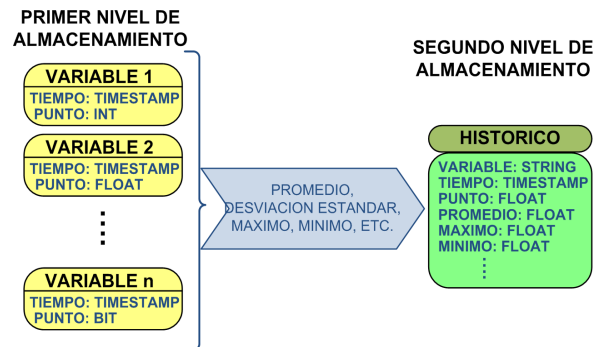 PRIMER NIVEL DE
ALMACENAMIENTO
VARIABLE 1
TIEMPO: TIMESTAMP
PUNTO: INT
VARIABLE 2
TIEMPO: TIMESTAMP
PUNTO: FLOAT
VARIABLE n
TIEMPO: TIMESTAMP
PUNTO: BIT
PROMEDIO,
DESVIACION ESTANDAR,
MAXIMO, MINIMO, ETC.
SEGUNDO NIVEL DE
ALMACENAMIENTO
HISTORICO
VARIABLE: STRING
TIEMPO: TIMESTAMP
PUNTO: FLOAT
PROMEDIO: FLOAT
MAXIMO: FLOAT
MINIMO: FLOAT